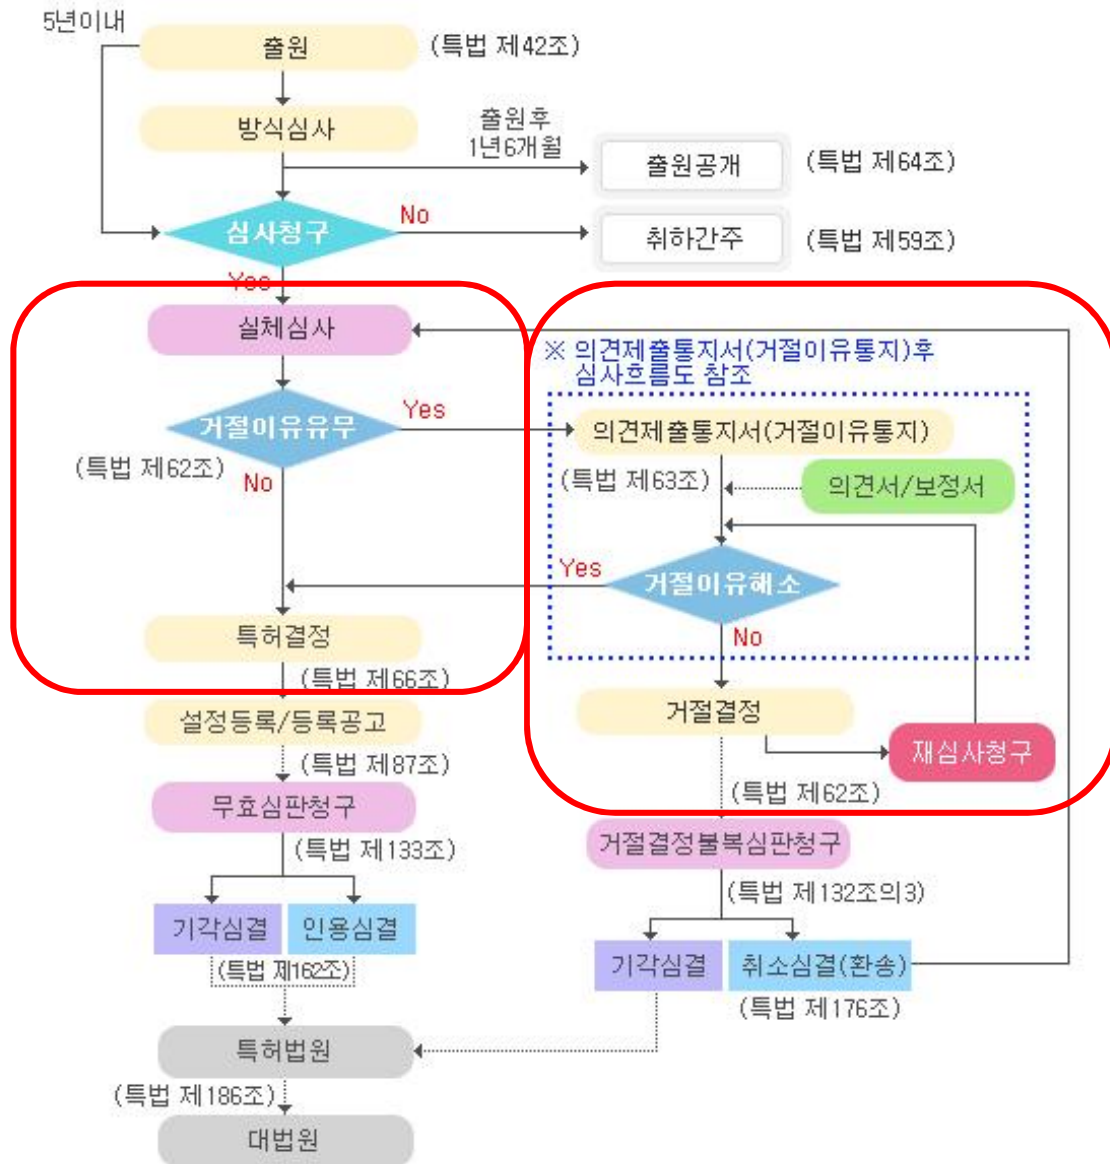 5년이내
출원
(특법 제42조)
방식심사
출원후
1년6개월
출원공개
(특법 제64조)
심사청구
No
취하간주
(특법 제59조)
Yes
실체심사
※ 의견제출통지서(거절이유통지)후
심사흐름도 참조
거절이유유무
Yes
의견제출통지서(거절이유통지)
(특법 제62조)
No
(특법 제63조)
의견서/보정서
Yes
거절이유해소
No
특허결정
(특법 제66조)
거절결정
설정등록/등록공고
재심사청구
(특법 제87조)
(특법 제62조)
무효심판청구
거절결정불복심판청구
(특법 제133조)
(특법 제132조의3)
기각심결
인용심결
기각심결
취소심결(환송)
(특법 제162조)
(특법 제176조)
특허법원
(특법 제186조)
대법원